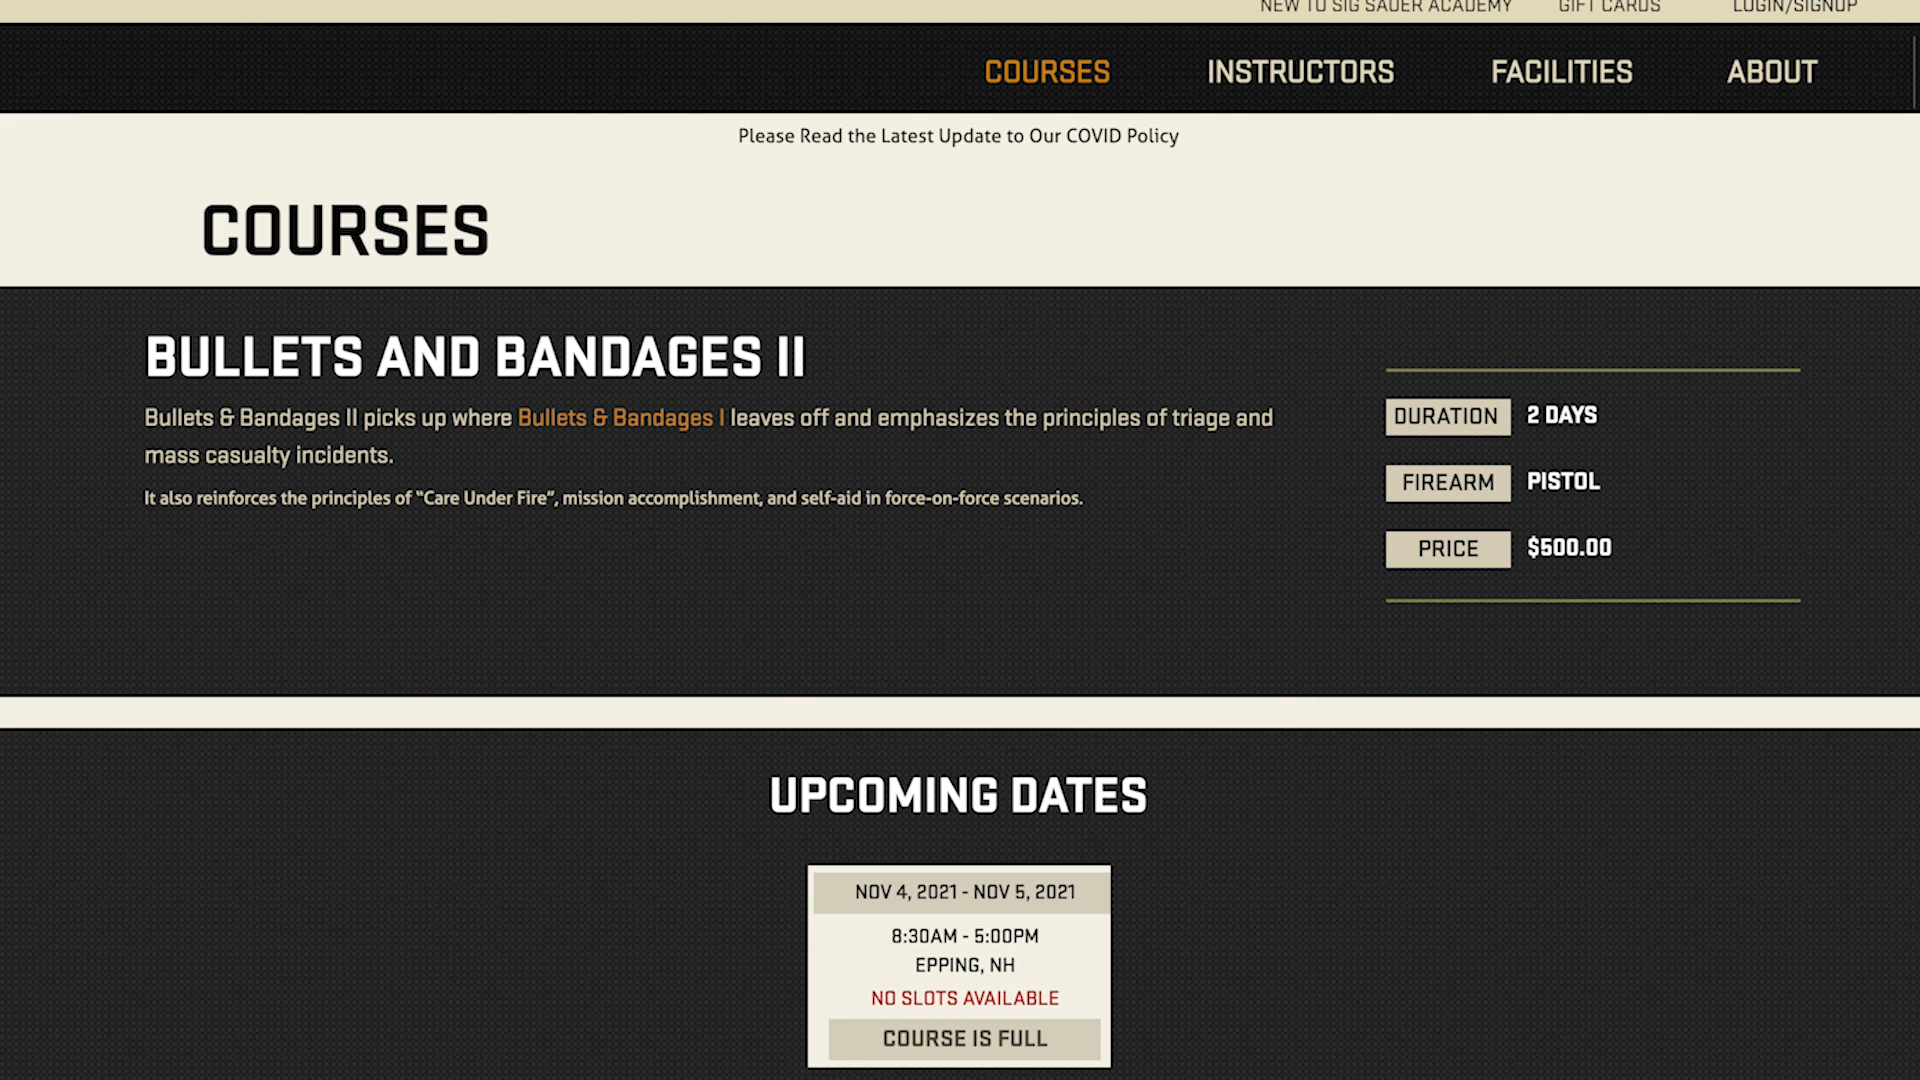 NEW TO SIG SAUER ACADEMY GIFT CARDS LOGIN/SIGNUP
COURSES INSTRUCTORS FACILITIES ABOUT
Please Read the Latest Update to Our COVID Policy
COURSES
BULLETS AND BANDAGES II
Bullets & Bandages II picks up where Bullets & Bandages I leaves off and emphasizes the principles of triage and
mass casualty incidents.
It also reinforces the principles of “Care Under Fire”, mission accomplishment, and self-aid in force-on-force scenarios.
DURATION 2 DAYS
FIREARM PISTOL
PRICE $500.00
UPCOMING DATES
NOV 4, 2021 - NOV 5, 2021
8:30AM - 5:00PM
EPPING, NH
NO SLOTS AVAILABLE
COURSE IS FULL